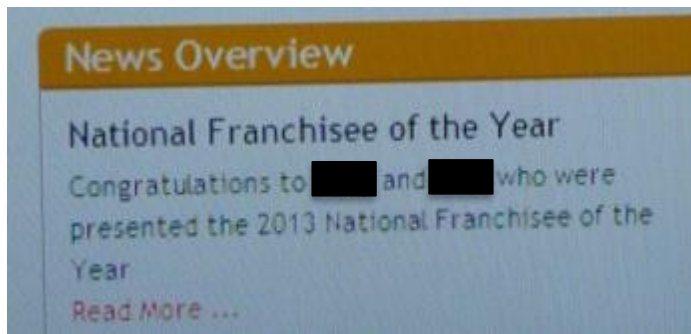 News Overview
National Franchisee of the Year
Congratulations to and who were
presented the 2013 National Franchisee of the
Year
Read More ...